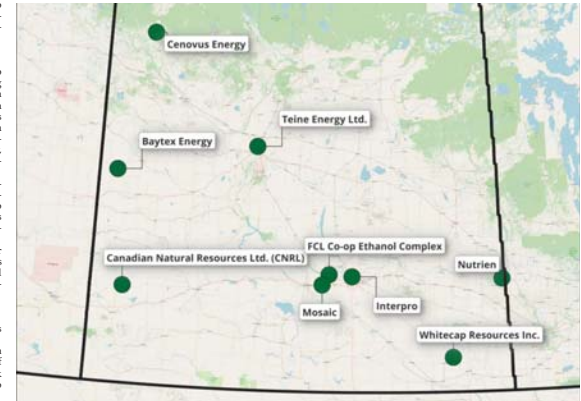 Cenovus Energy
Teine Energy Ltd.
Baytex Energy
FCL Co-op Ethanol Complex
Canadian Natural Resources Ltd. (CNRL)
Nutrien
Interpro
Mosaic
Whitecap Resources Inc.